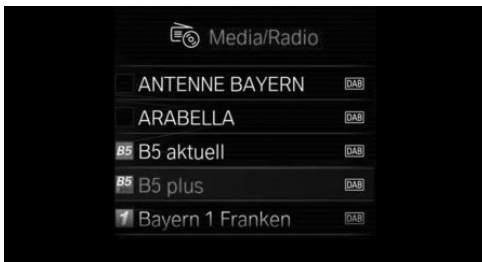 Media/Radio
ANTENNE BAYERN DAB
ARABELLA DAB
B5 B5 aktuell DAB
B5 B5 plus DAB
1 Bayern 1 Franken DAB